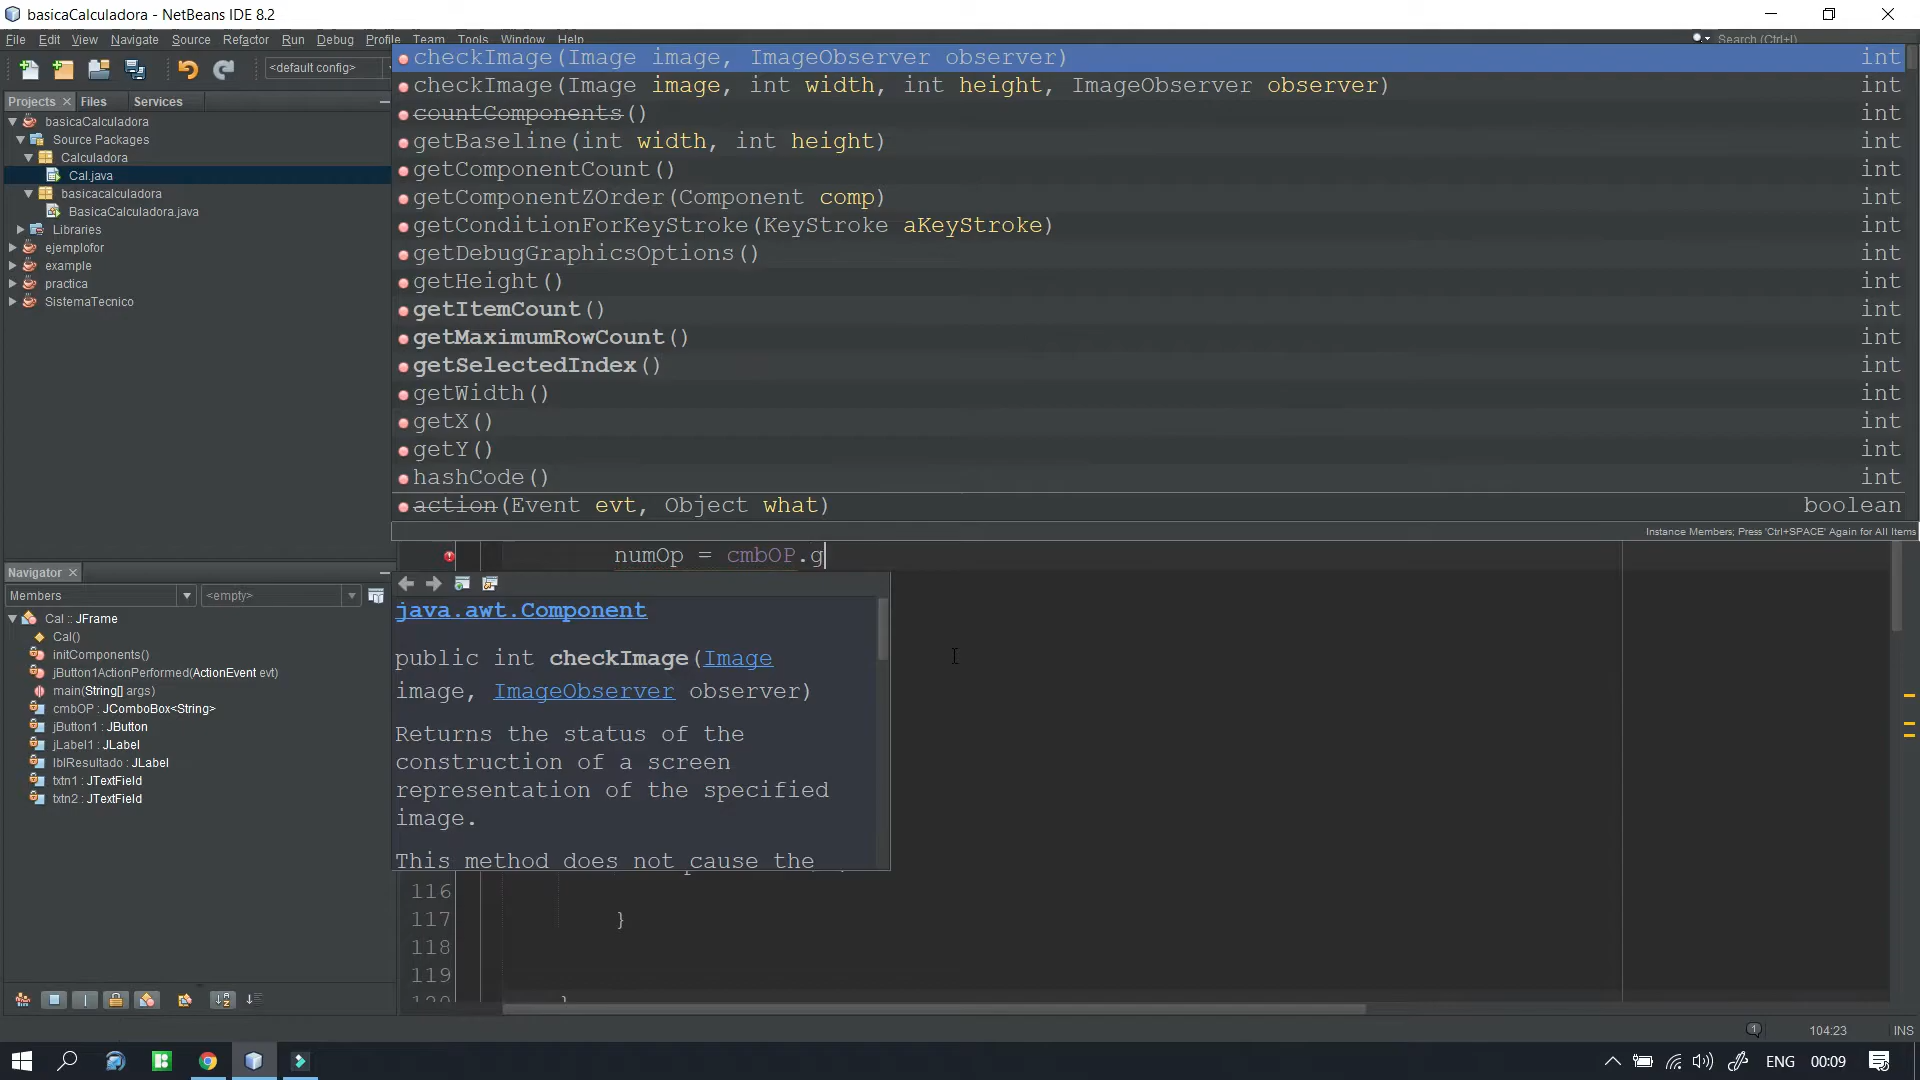 basicaCalculadora - NetBeans IDE 8.2
File Edit View Navigate Source Refactor Run Debug Profile Team Tools Window Help
Search (Ctrl+I)
<default config>
Projects Files Services
basicaCalculadora
Source Packages
Calculadora
Cal.java
basicacalculadora
BasicaCalculadora.java
Libraries
ejemplofor
example
practica
SistemaTecnico
checkImage(Image image, ImageObserver observer) int
checkImage(Image image, int width, int height, ImageObserver observer) int
countComponents() int
getBaseline(int width, int height) int
getComponentCount() int
getComponentZOrder(Component comp) int
getConditionForKeyStroke(KeyStroke aKeyStroke) int
getDebugGraphicsOptions() int
getHeight() int
getItemCount() int
getMaximumRowCount() int
getSelectedIndex() int
getWidth() int
getX() int
getY() int
hashCode() int
action(Event evt, Object what) boolean
Instance Members; Press 'Ctrl+SPACE' Again for All Items
numOp = cmbOP.g
java.awt.Component
public int checkImage(Image
image, ImageObserver observer)
Returns the status of the
construction of a screen
representation of the specified
image.
This method does not cause the
116
117 }
118
119
120 }
Navigator
Members <empty>
Cal :: JFrame
Cal()
initComponents()
jButton1ActionPerformed(ActionEvent evt)
main(String[] args)
cmbOP : JComboBox<String>
jButton1 : JButton
jLabel1 : JLabel
lblResultado : JLabel
txtn1 : JTextField
txtn2 : JTextField
1 104:23 INS
ENG 00:09